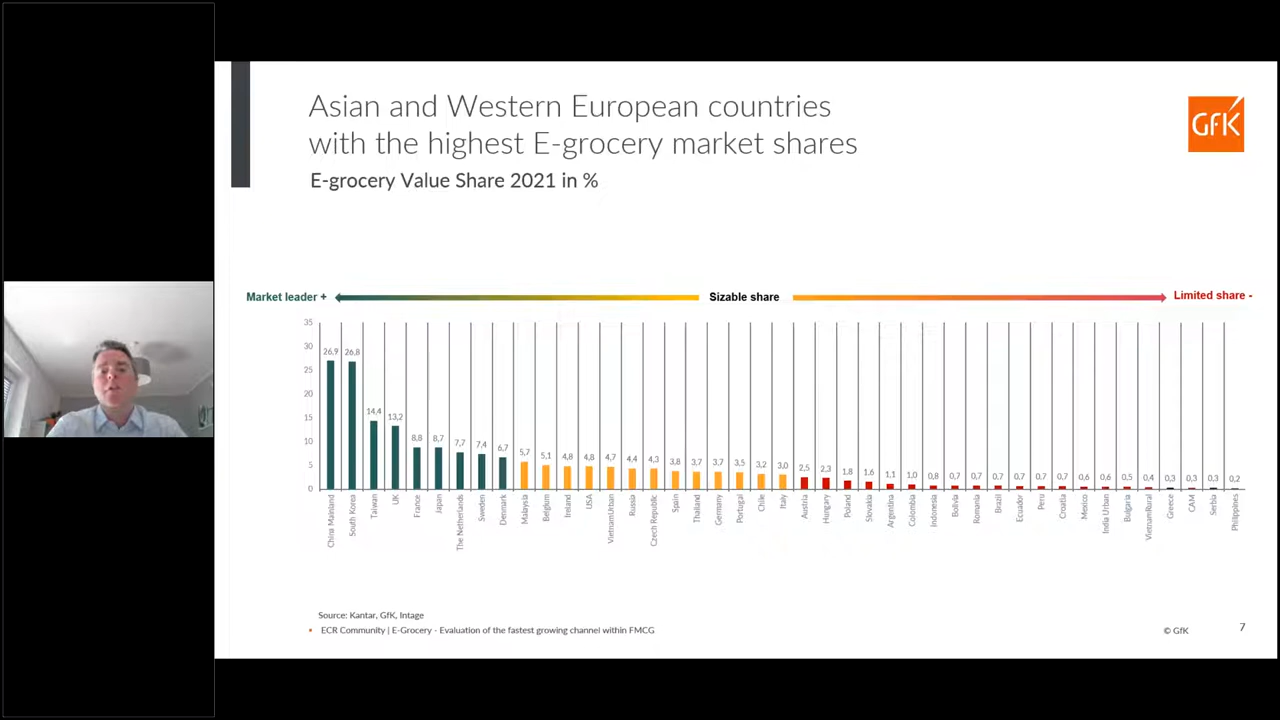 Asian and Western European countries
with the highest E-grocery market shares
E-grocery Value Share 2021 in %
GfK
Market leader +
Sizable share
Limited share -
35
30
25
20
15
10
5
0
26,9
26,8
14,4
13,2
8,8
8,7
7,7
7,4
6,7
5,7
5,1
4,8
4,8
4,7
4,4
4,3
3,8
3,7
3,7
3,5
3,2
3,0
2,5
2,3
1,8
1,6
1,1
1,0
0,8
0,7
0,7
0,7
0,7
0,7
0,7
0,6
0,6
0,5
0,4
0,3
0,3
0,3
0,2
China Mainland
South Korea
Taiwan
UK
France
Japan
The Netherlands
Sweden
Denmark
Malaysia
Belgium
Ireland
USA
VietnamUrban
Russia
Czech Republic
Spain
Thailand
Germany
Portugal
Chile
Italy
Austria
Hungary
Poland
Slovakia
Argentina
Colombia
Indonesia
Bolivia
Romania
Brazil
Ecuador
Peru
Croatia
Mexico
India Urban
Bulgaria
VietnamRural
Greece
CAM
Serbia
Philippines
Source: Kantar, GfK, Intage
• ECR Community | E-Grocery - Evaluation of the fastest growing channel within FMCG
© GfK
7